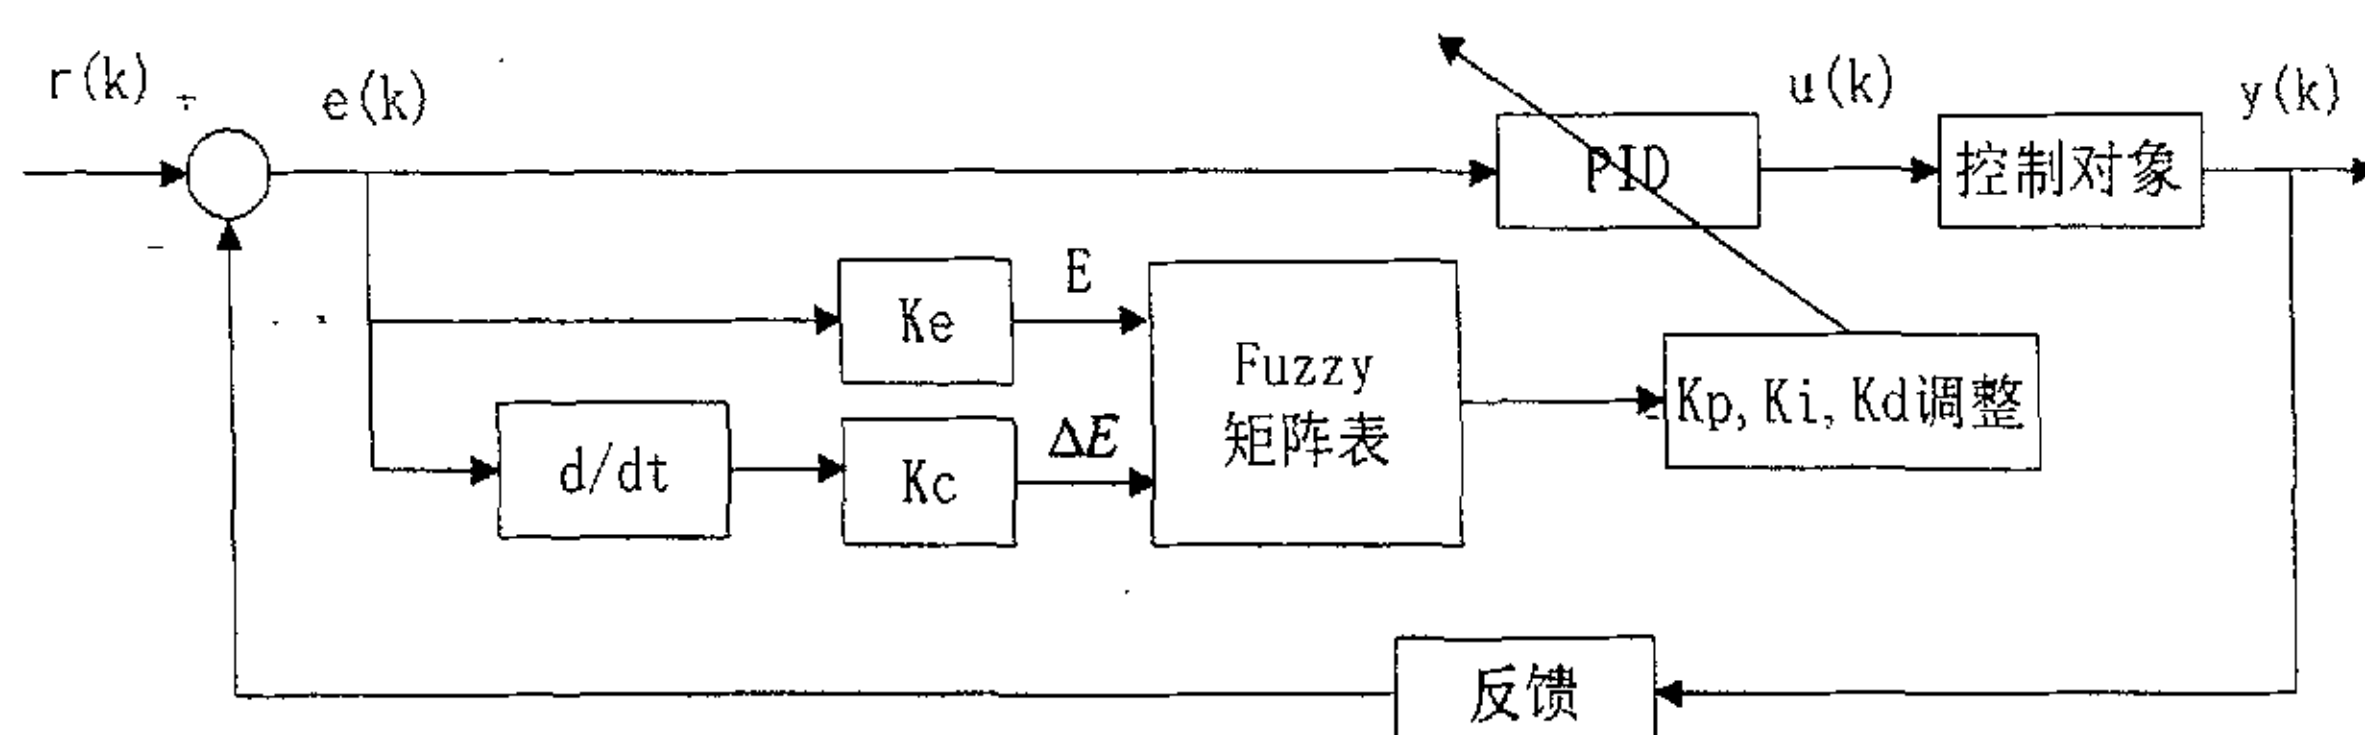 r(k)
+
e(k)
u(k)
y(k)
PID
控制对象
-
Ke
E
Fuzzy
矩阵表
Kp, Ki, Kd调整
d/dt
Kc
ΔE
反馈